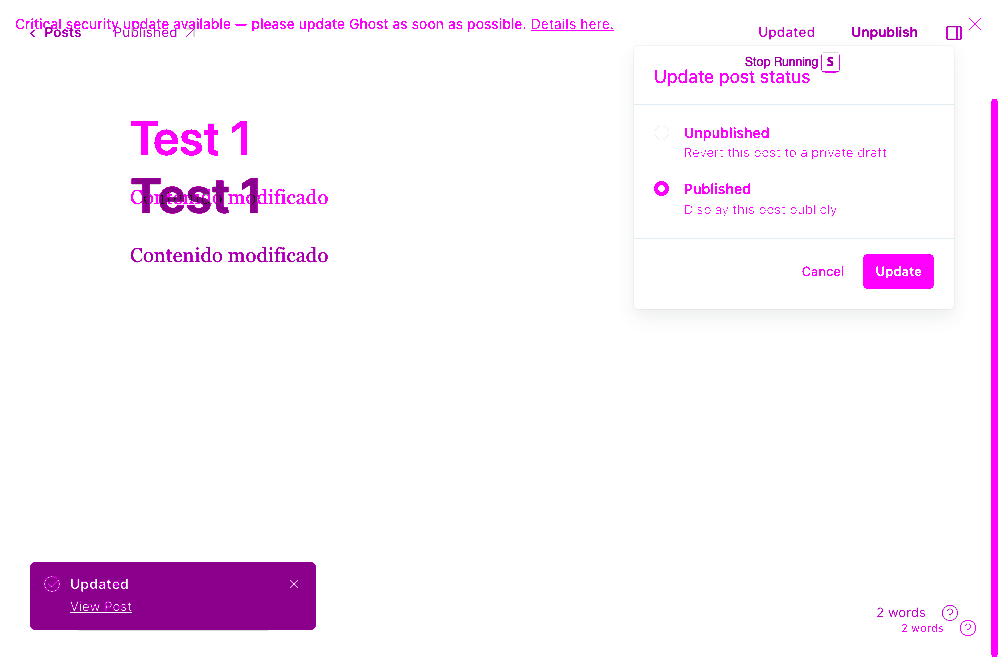 Critical security update available — please update Ghost as soon as possible. Details here.
Posts
Published
Updated
Unpublish
Stop Running S
Update post status
Test 1
Unpublished
Revert this post to a private draft
Test 1
Contenido modificado
Published
Display this post publicly
Contenido modificado
Cancel
Update
Updated
View Post
2 words
2 words